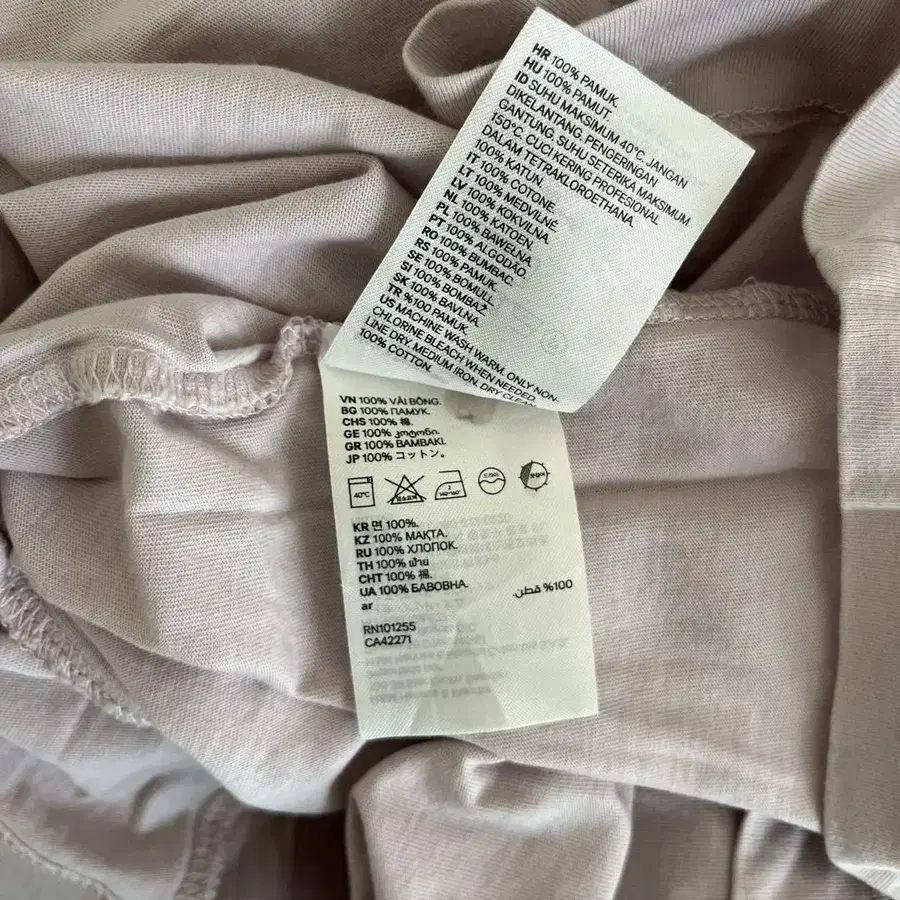 HR 100% PAMUK.
HU 100% PAMUT.
ID SUHU MAKSIMUM 40°C. JANGAN
DIKELANTANG. PENGERINGAN
GANTUNG. SUHU SETERIKA MAKSIMUM
150°C. CUCI KERING PROFESIONAL
DALAM TETRAKLOROETHANA.
100% KATUN.
IT 100% COTONE.
LT 100% MEDVILNĖ.
LV 100% KOKVILNA.
NL 100% KATOEN.
PL 100% BAWEŁNA.
PT 100% ALGODÃO.
RO 100% BUMBAC.
RS 100% PAMUK.
SE 100% BOMULL.
SI 100% BOMBAŽ.
SK 100% BAVLNA.
TR %100 PAMUK.
US MACHINE WASH WARM. ONLY NON-
CHLORINE BLEACH WHEN NEEDED.
LINE DRY. MEDIUM IRON. DRY CLEAN.
100% COTTON.
VN 100% VẢI BÔNG.
BG 100% ПАМУК.
CHS 100% 棉.
GE 100% ბოტონი.
GR 100% BAMBAKI.
JP 100% コットン。
40°C
KR 면 100%.
KZ 100% МАҚТА.
RU 100% ХЛОПОК.
TH 100% ฝ้าย
CHT 100% 棉.
UA 100% БАВОВНА.
ar
100% قطن.
RN101255
CA42271